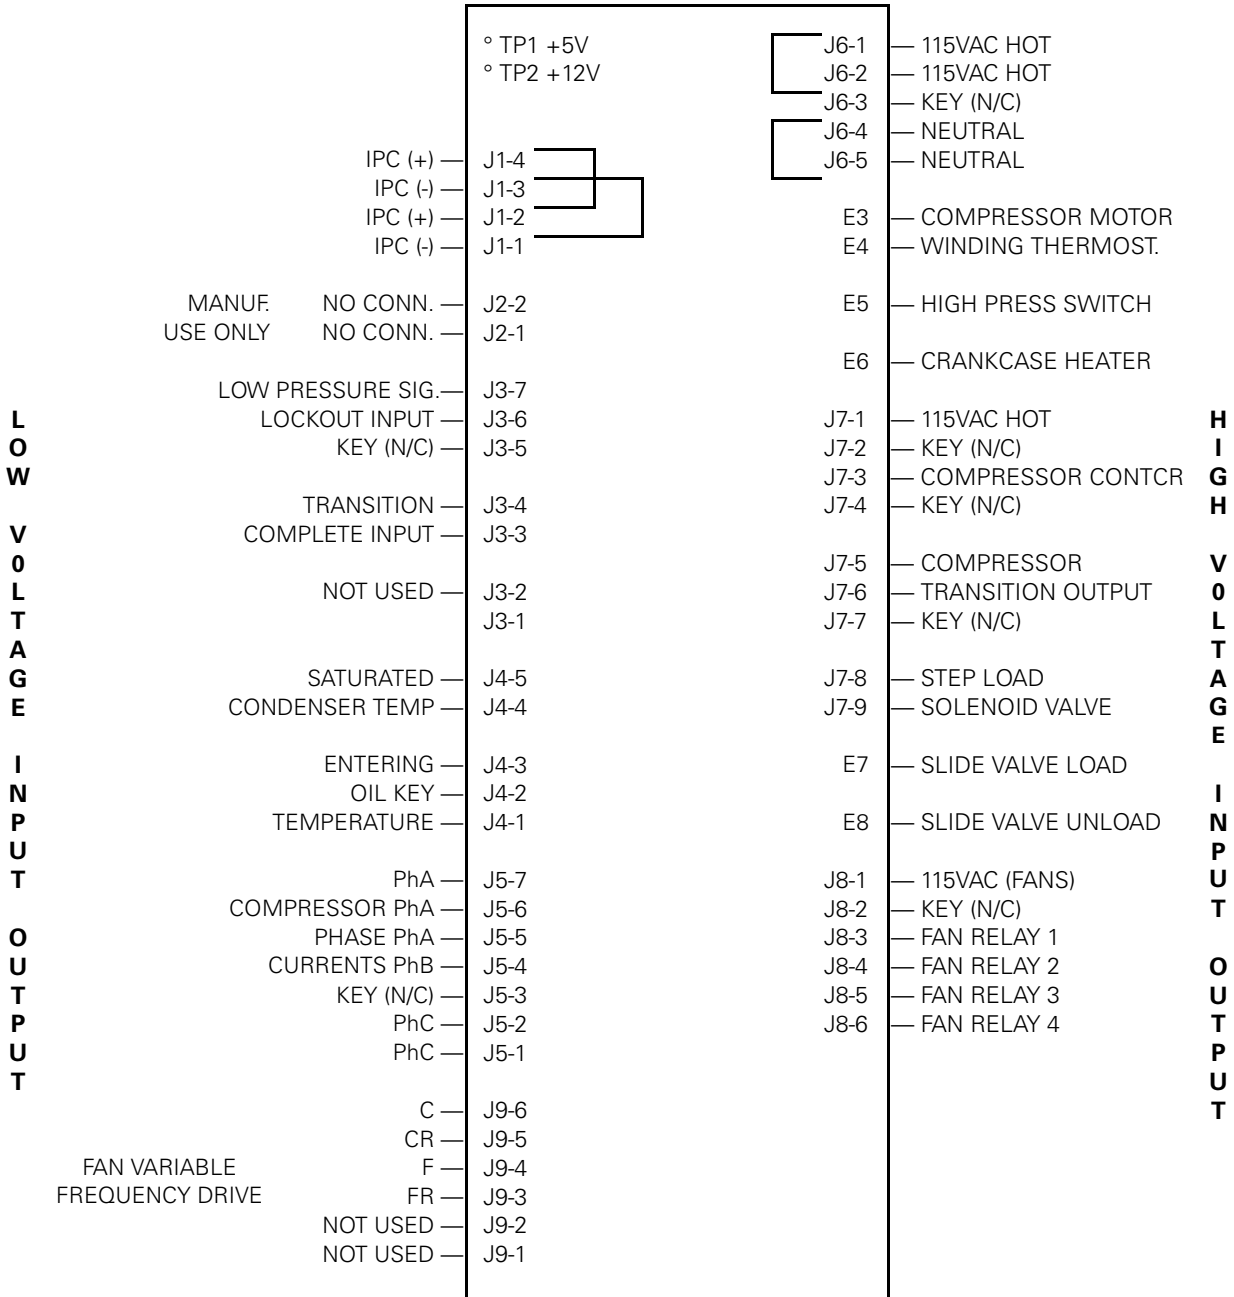 ° TP1 +5V J6-1 — 115VAC HOT
° TP2 +12V J6-2 — 115VAC HOT
J6-3 — KEY (N/C)
J6-4 — NEUTRAL
IPC (+) — J1-4 J6-5 — NEUTRAL
IPC (-) — J1-3
IPC (+) — J1-2 E3 — COMPRESSOR MOTOR
IPC (-) — J1-1 E4 — WINDING THERMOST.
MANUF. NO CONN. — J2-2 E5 — HIGH PRESS SWITCH
USE ONLY NO CONN. — J2-1
E6 — CRANKCASE HEATER
LOW PRESSURE SIG. — J3-7
LOCKOUT INPUT — J3-6 J7-1 — 115VAC HOT
KEY (N/C) — J3-5 J7-2 — KEY (N/C)
J7-3 — COMPRESSOR CONTCR
TRANSITION — J3-4 J7-4 — KEY (N/C)
COMPLETE INPUT — J3-3
J7-5 — COMPRESSOR
NOT USED — J3-2 J7-6 — TRANSITION OUTPUT
J3-1 J7-7 — KEY (N/C)
SATURATED — J4-5 J7-8 — STEP LOAD
CONDENSER TEMP — J4-4 J7-9 — SOLENOID VALVE
ENTERING — J4-3 E7 — SLIDE VALVE LOAD
OIL KEY — J4-2
TEMPERATURE — J4-1 E8 — SLIDE VALVE UNLOAD
PhA — J5-7 J8-1 — 115VAC (FANS)
COMPRESSOR PhA — J5-6 J8-2 — KEY (N/C)
PHASE PhA — J5-5 J8-3 — FAN RELAY 1
CURRENTS PhB — J5-4 J8-4 — FAN RELAY 2
KEY (N/C) — J5-3 J8-5 — FAN RELAY 3
PhC — J5-2 J8-6 — FAN RELAY 4
PhC — J5-1
C — J9-6
CR — J9-5
FAN VARIABLE F — J9-4
FREQUENCY DRIVE FR — J9-3
NOT USED — J9-2
NOT USED — J9-1
LOW V0LTAGE INPUT OUTPUT
HIGH V0LTAGE INPUT OUTPUT